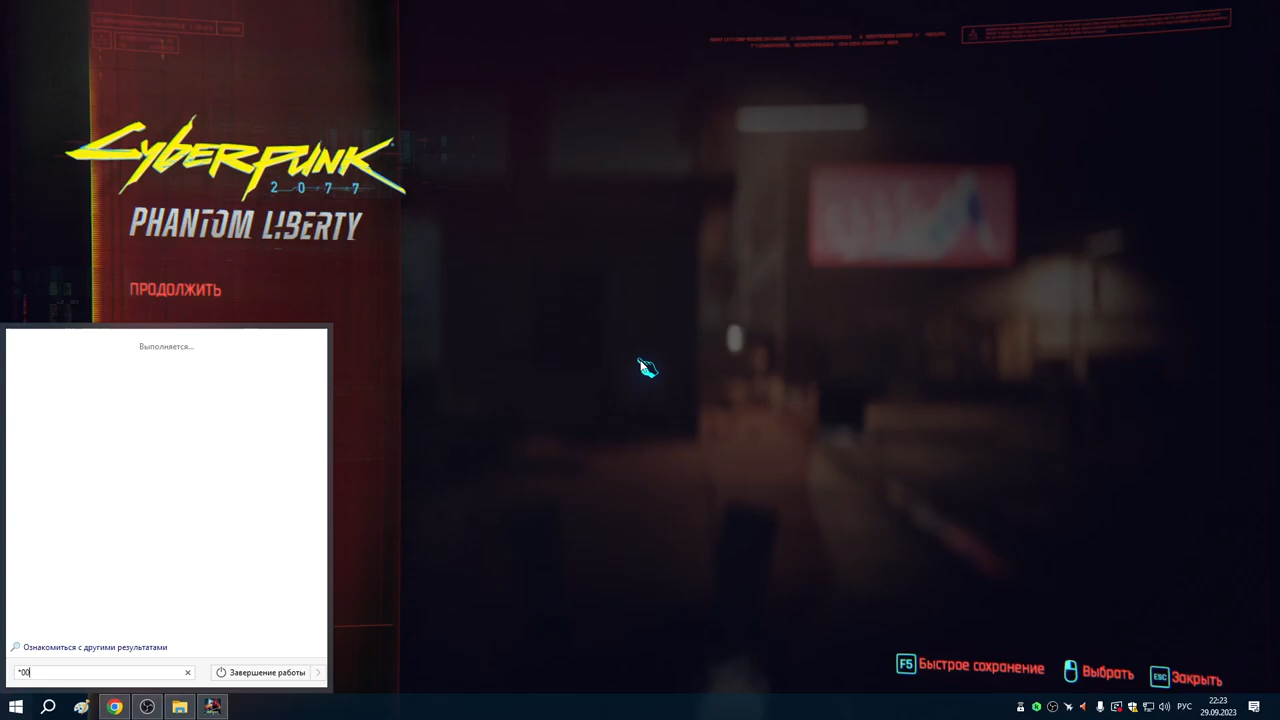 CYBERPUNK
2077
PHANTOM LIBERTY
ПРОДОЛЖИТЬ
Выполняется...
Ознакомиться с другими результатами
*00
Завершение работы
F5 Быстрое сохранение
Выбрать
ESC Закрыть
РУС
22:23
29.09.2023